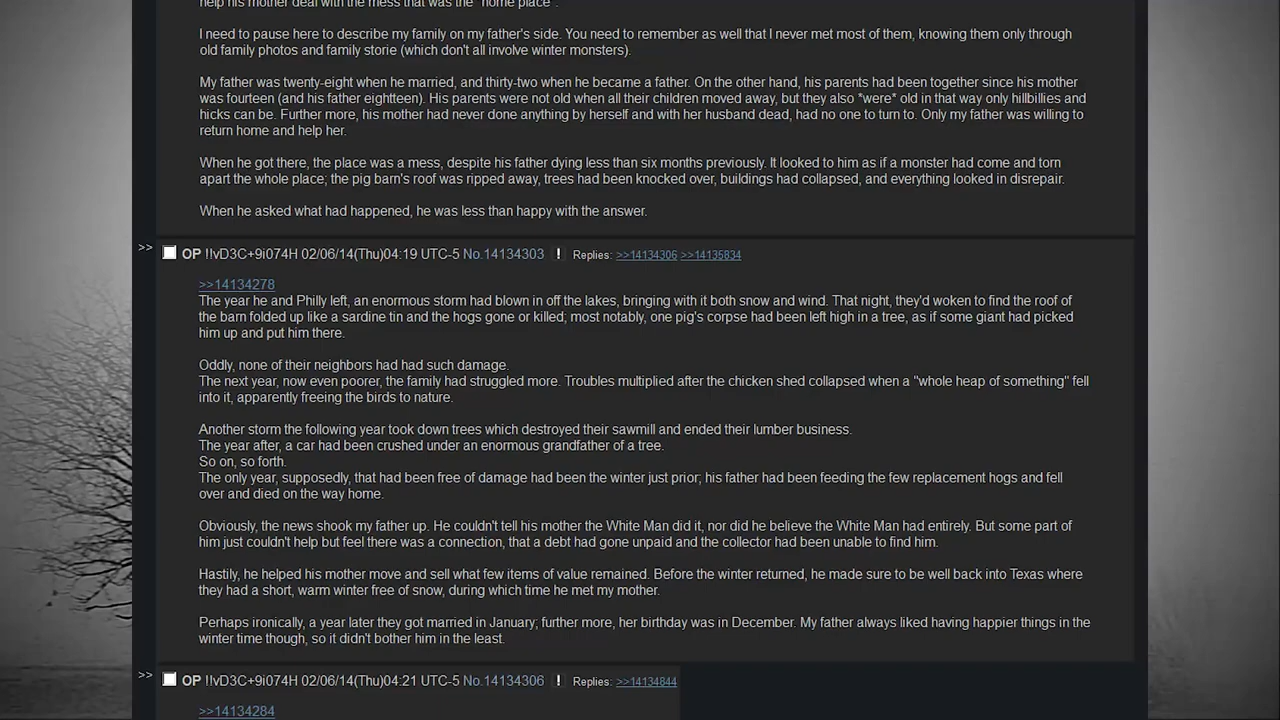 help his mother deal with the mess that was the "home place".
I need to pause here to describe my family on my father's side. You need to remember as well that I never met most of them, knowing them only through
old family photos and family storie (which don't all involve winter monsters).
My father was twenty-eight when he married, and thirty-two when he became a father. On the other hand, his parents had been together since his mother
was fourteen (and his father eighteen). His parents were not old when all their children moved away, but they also *were* old in that way only hillbillies and
hicks can be. Further more, his mother had never done anything by herself and with her husband dead, had no one to turn to. Only my father was willing to
return home and help her.
When he got there, the place was a mess, despite his father dying less than six months previously. It looked to him as if a monster had come and torn
apart the whole place; the pig barn's roof was ripped away, trees had been knocked over, buildings had collapsed, and everything looked in disrepair.
When he asked what had happened, he was less than happy with the answer.
>> OP !!vD3C+9i074H 02/06/14(Thu)04:19 UTC-5 No.14134303 ! Replies: >>14134306 >>14135834
>>14134278
The year he and Philly left, an enormous storm had blown in off the lakes, bringing with it both snow and wind. That night, they'd woken to find the roof of
the barn folded up like a sardine tin and the hogs gone or killed; most notably, one pig's corpse had been left high in a tree, as if some giant had picked
him up and put him there.
Oddly, none of their neighbors had had such damage.
The next year, now even poorer, the family had struggled more. Troubles multiplied after the chicken shed collapsed when a "whole heap of something" fell
into it, apparently freeing the birds to nature.
Another storm the following year took down trees which destroyed their sawmill and ended their lumber business.
The year after, a car had been crushed under an enormous grandfather of a tree.
So on, so forth.
The only year, supposedly, that had been free of damage had been the winter just prior; his father had been feeding the few replacement hogs and fell
over and died on the way home.
Obviously, the news shook my father up. He couldn't tell his mother the White Man did it, nor did he believe the White Man had entirely. But some part of
him just couldn't help but feel there was a connection, that a debt had gone unpaid and the collector had been unable to find him.
Hastily, he helped his mother move and sell what few items of value remained. Before the winter returned, he made sure to be well back into Texas where
they had a short, warm winter free of snow, during which time he met my mother.
Perhaps ironically, a year later they got married in January; further more, her birthday was in December. My father always liked having happier things in the
winter time though, so it didn't bother him in the least.
>> OP !!vD3C+9i074H 02/06/14(Thu)04:21 UTC-5 No.14134306 ! Replies: >>14134844
>>14134284